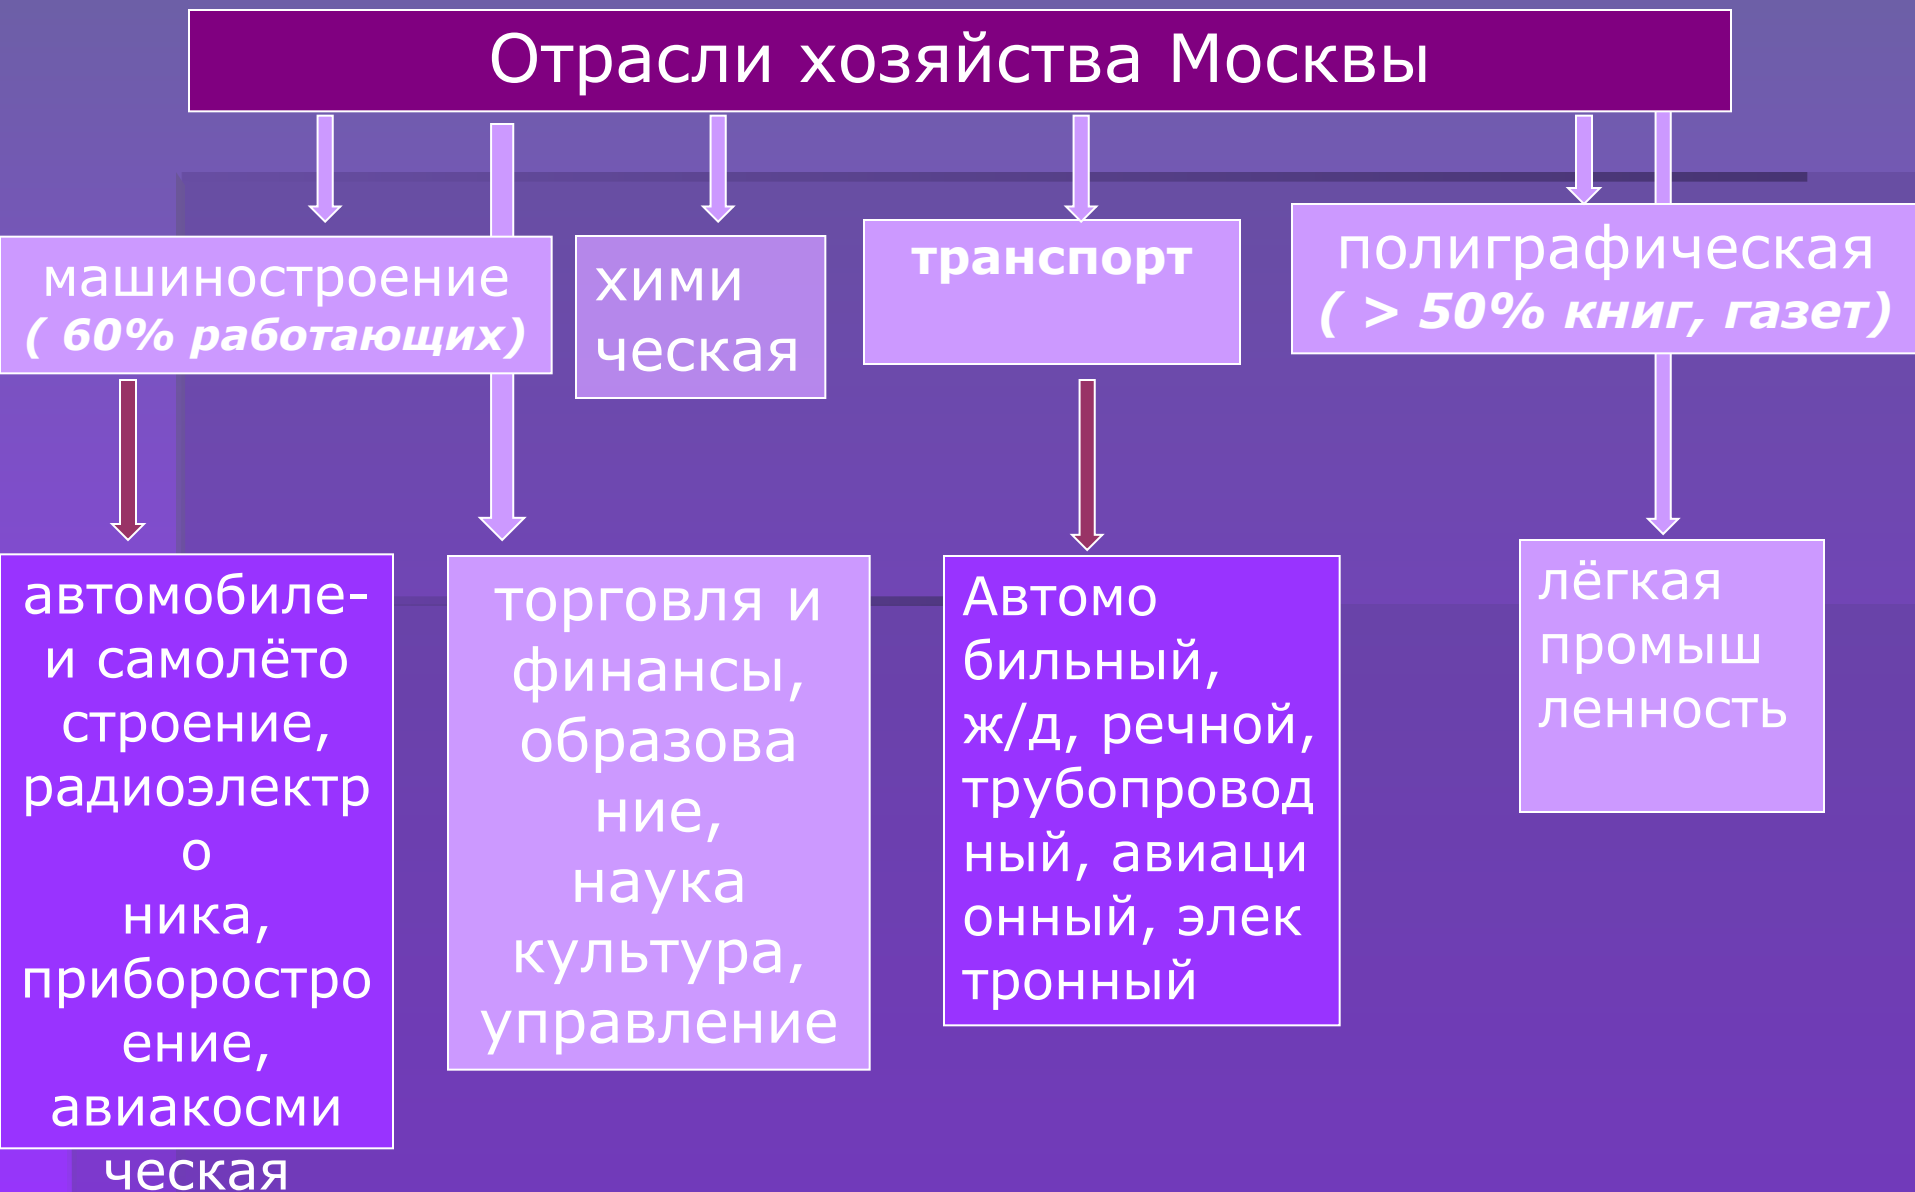 Отрасли хозяйства Москвы
машиностроение
( 60% работающих)
хими
ческая
транспорт
полиграфическая
( > 50% книг, газет)
автомобиле-
и самолёто
строение,
радиоэлектр
о
ника,
приборостро
ение,
авиакосми
ческая
торговля и
финансы,
образова
ние,
наука
культура,
управление
Автомо
бильный,
ж/д, речной,
трубопровод
ный, авиаци
онный, элек
тронный
лёгкая
промыш
ленность